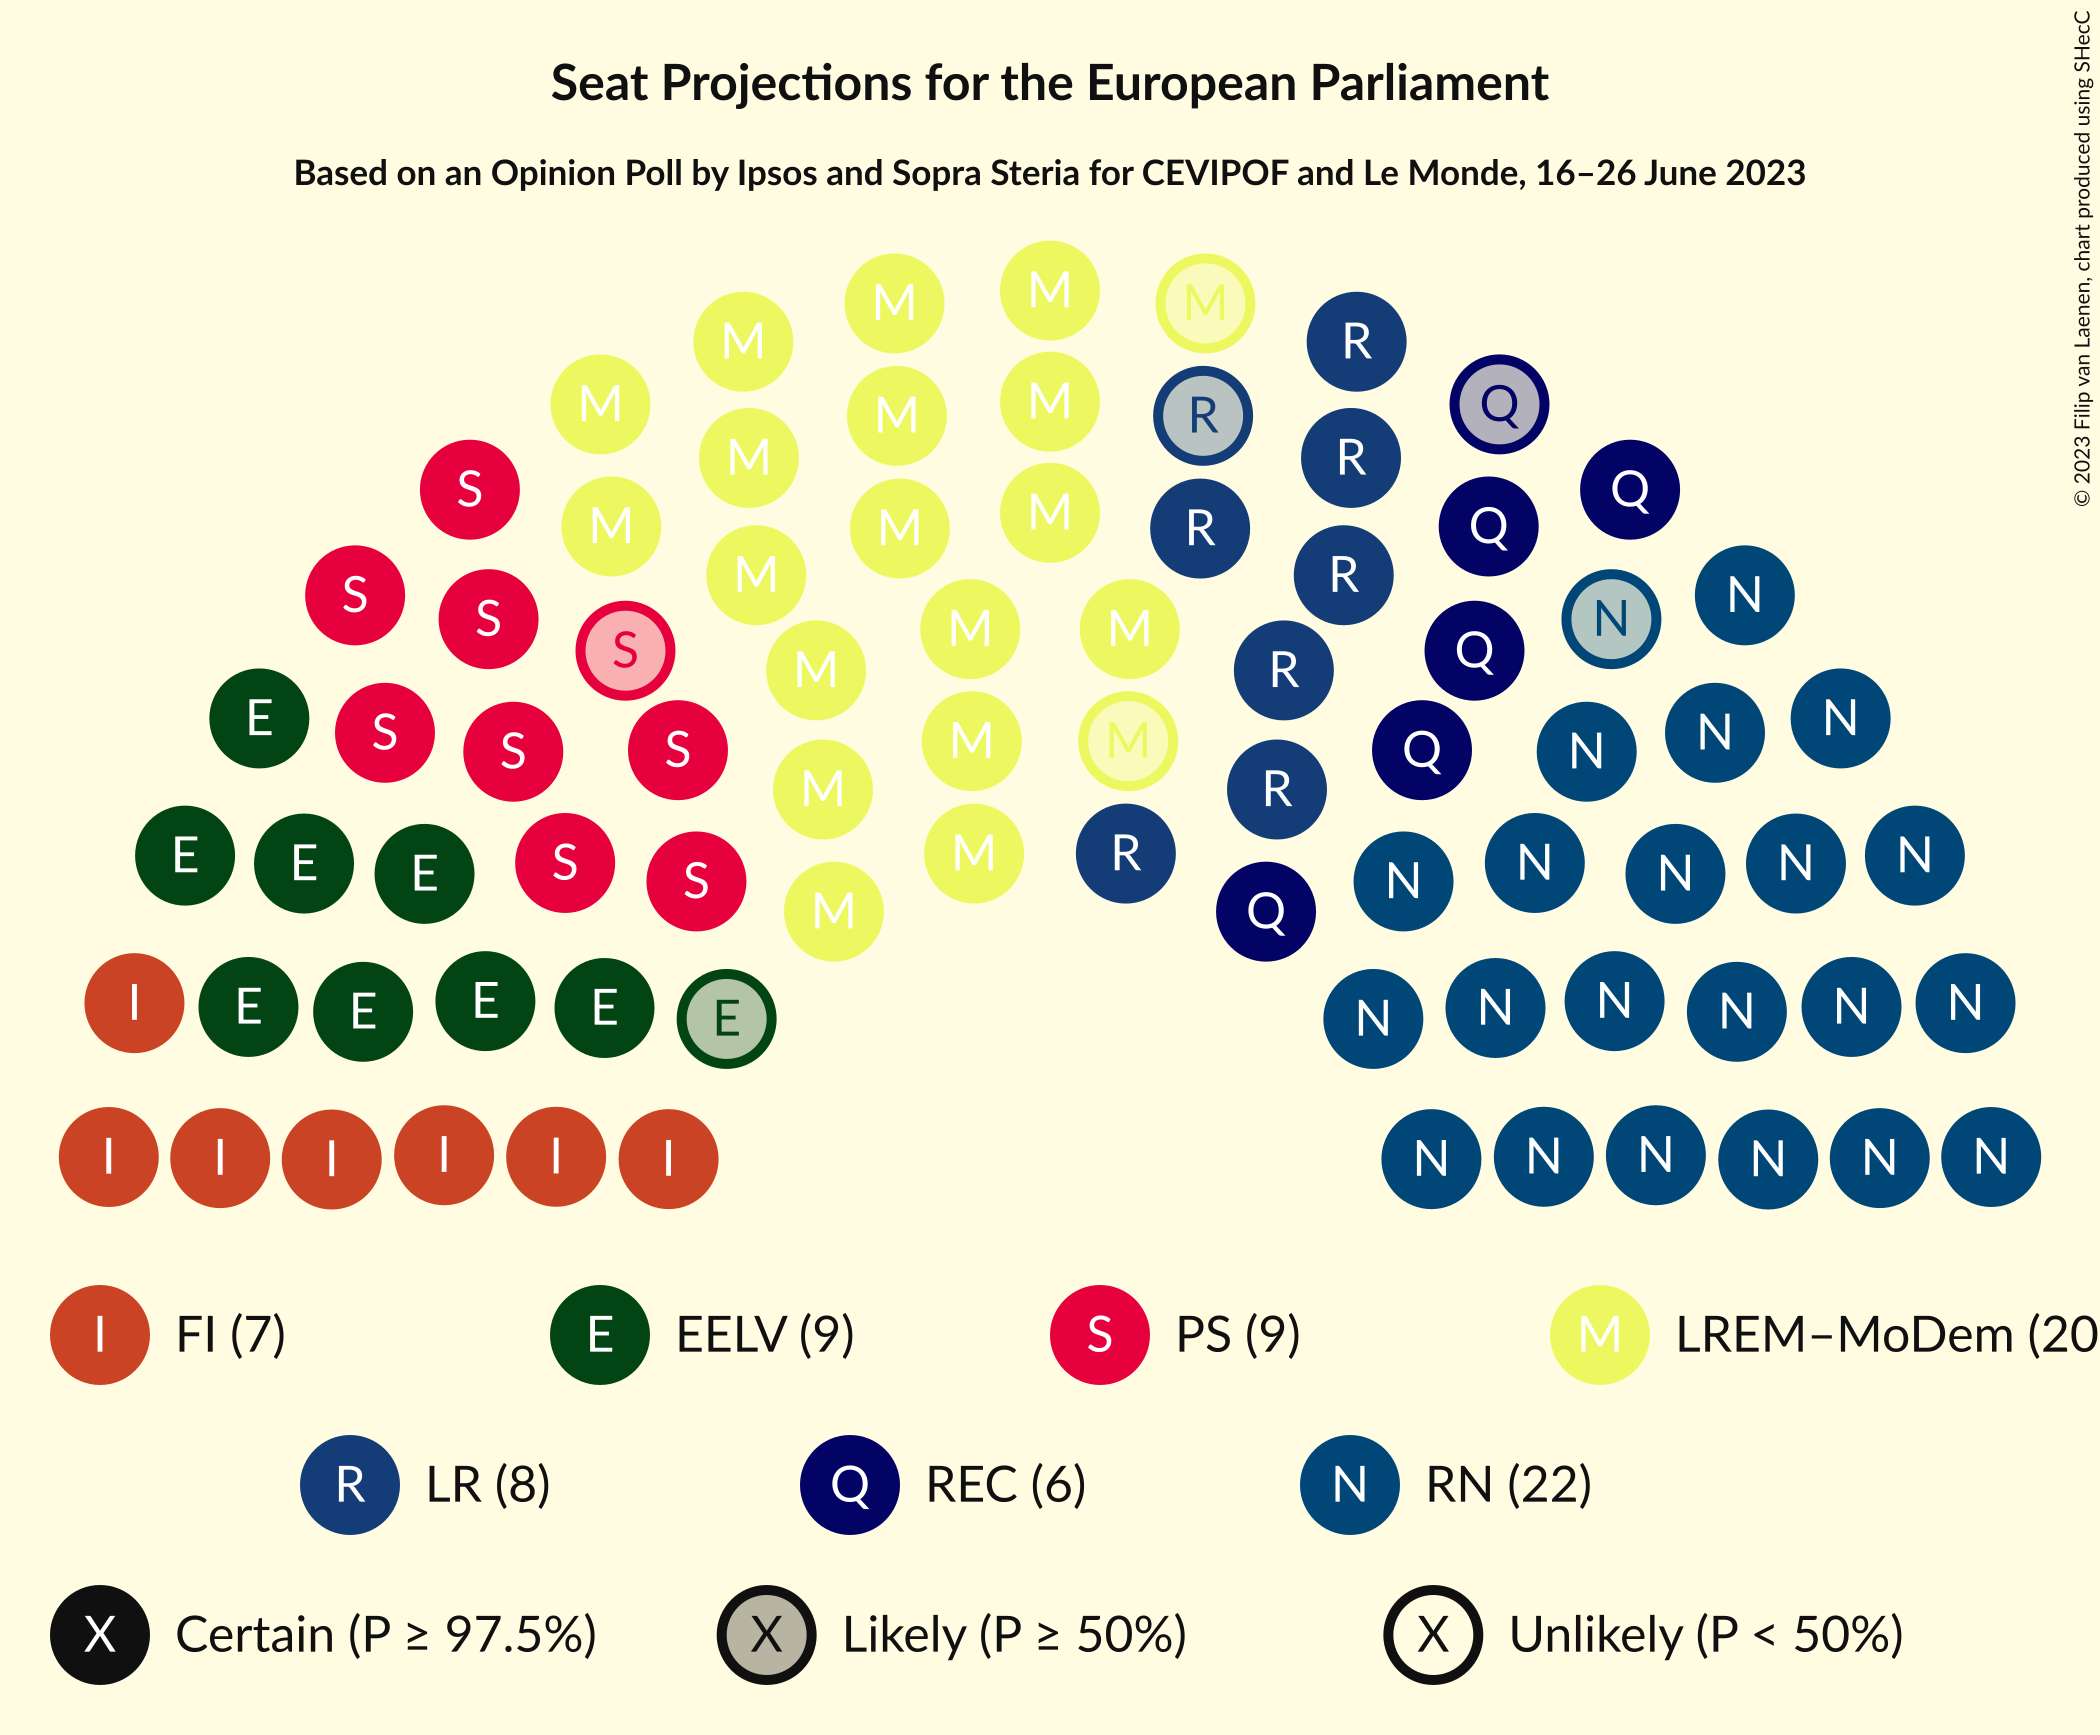 Seat Projections for the European Parliament
Based on an Opinion Poll by Ipsos and Sopra Steria for CEVIPOF and Le Monde, 16–26 June 2023
© 2023 Filip van Laenen, chart produced using SHecC
M M M
M M R
M M M R Q
S M M R Q
M M M R Q
S M R Q
S S M M R N N
S M R Q
E S S S M M R Q N N N
E E E S S M M R N N N N N
M Q
I E E E E E N N N N N N
I I I I I I N N N N N N
I FI (7) E EELV (9) S PS (9) M LREM–MoDem (20
R LR (8) Q REC (6) N RN (22)
X Certain (P ≥ 97.5%) X Likely (P ≥ 50%) X Unlikely (P < 50%)